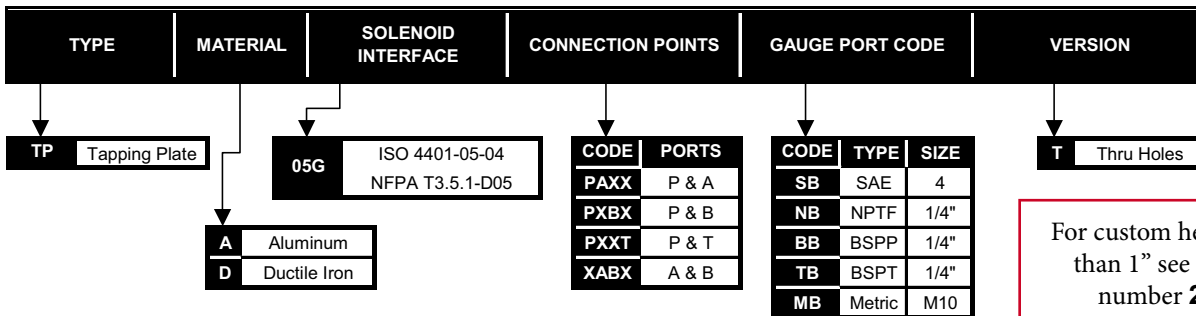 TYPE MATERIAL SOLENOID INTERFACE CONNECTION POINTS GAUGE PORT CODE VERSION
TP Tapping Plate
A Aluminum
D Ductile Iron
05G ISO 4401-05-04
NFPA T3.5.1-D05
CODE PORTS
PAXX P & A
PXBX P & B
PXXT P & T
XABX A & B
CODE TYPE SIZE
SB SAE 4
NB NPTF 1/4"
BB BSPP 1/4"
TB BSPT 1/4"
MB Metric M10
T Thru Holes
For custom he
than 1” see
number 2